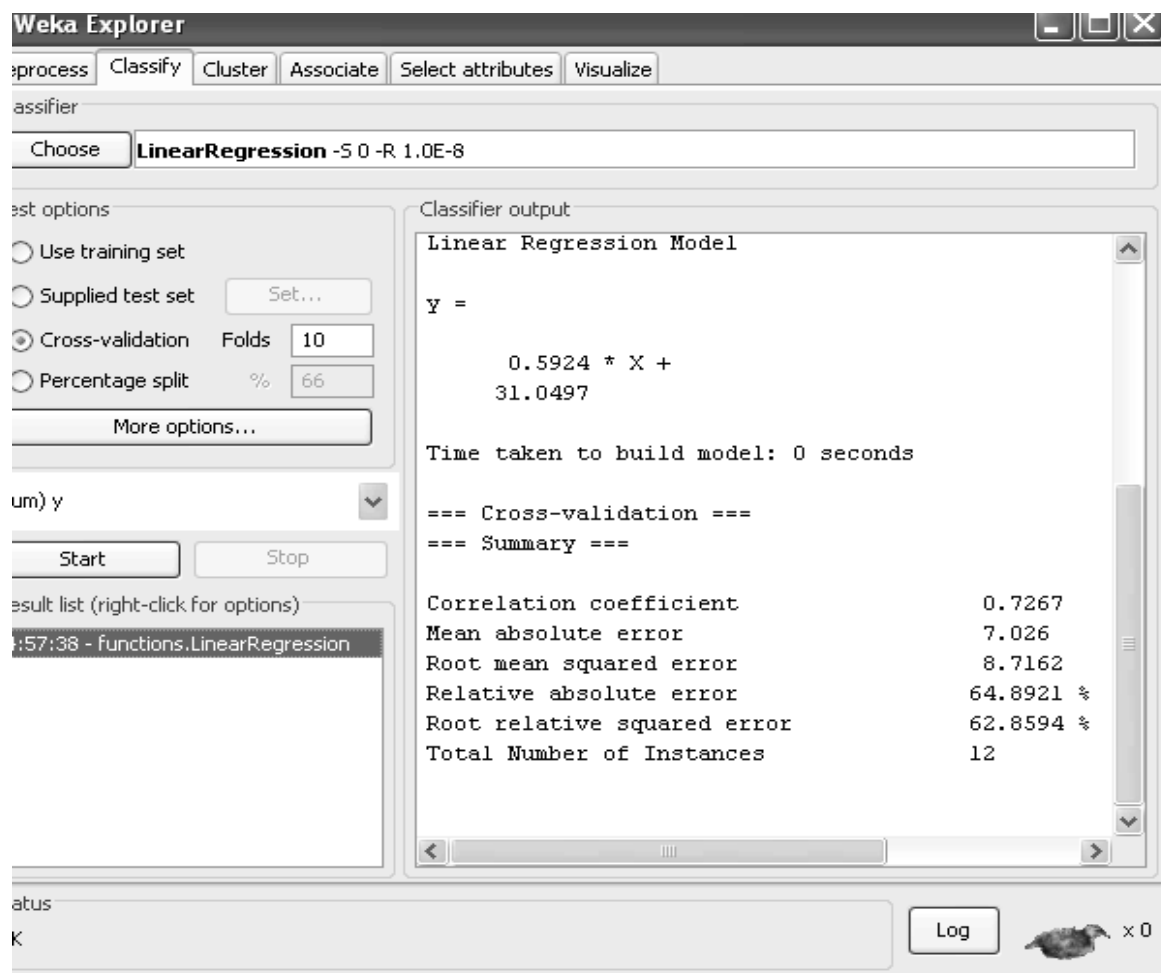 Weka Explorer
eprocess Classify Cluster Associate Select attributes Visualize
assifier
Choose LinearRegression -S 0 -R 1.0E-8
est options
Use training set
Supplied test set Set...
Cross-validation Folds 10
Percentage split % 66
More options...
um) y
Start Stop
esult list (right-click for options)
:57:38 - functions.LinearRegression
Classifier output
Linear Regression Model
y =
0.5924 * X +
31.0497
Time taken to build model: 0 seconds
=== Cross-validation ===
=== Summary ===
Correlation coefficient 0.7267
Mean absolute error 7.026
Root mean squared error 8.7162
Relative absolute error 64.8921 %
Root relative squared error 62.8594 %
Total Number of Instances 12
atus
K
Log
x 0